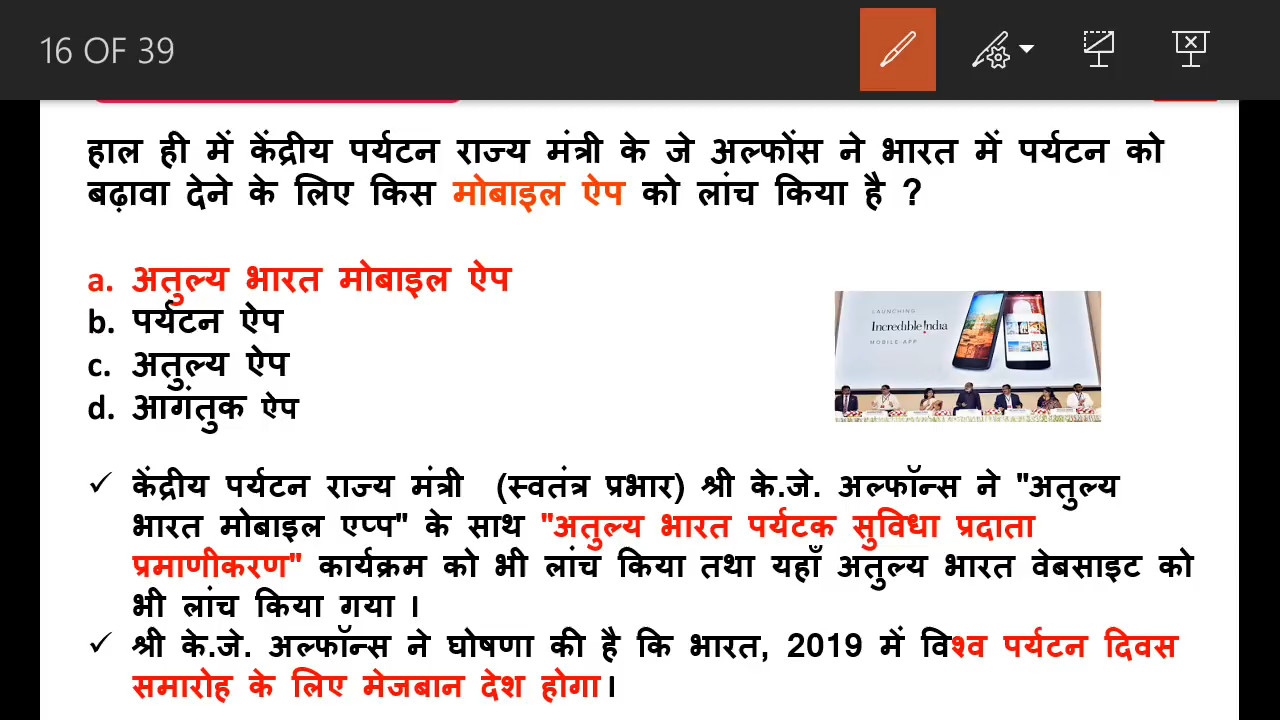 16 OF 39
हाल ही में केंद्रीय पर्यटन राज्य मंत्री के जे अल्फोंस ने भारत में पर्यटन को
बढ़ावा देने के लिए किस मोबाइल ऐप को लांच किया है ?
a. अतुल्य भारत मोबाइल ऐप
b. पर्यटन ऐप
c. अतुल्य ऐप
d. आगंतुक ऐप
LAUNCHING
Incredible India
MOBILE APP
✓ केंद्रीय पर्यटन राज्य मंत्री (स्वतंत्र प्रभार) श्री के.जे. अल्फॉन्स ने "अतुल्य
भारत मोबाइल एप्प" के साथ "अतुल्य भारत पर्यटक सुविधा प्रदाता
प्रमाणीकरण" कार्यक्रम को भी लांच किया तथा यहाँ अतुल्य भारत वेबसाइट को
भी लांच किया गया ।
✓ श्री के.जे. अल्फॉन्स ने घोषणा की है कि भारत, 2019 में विश्व पर्यटन दिवस
समारोह के लिए मेजबान देश होगा।